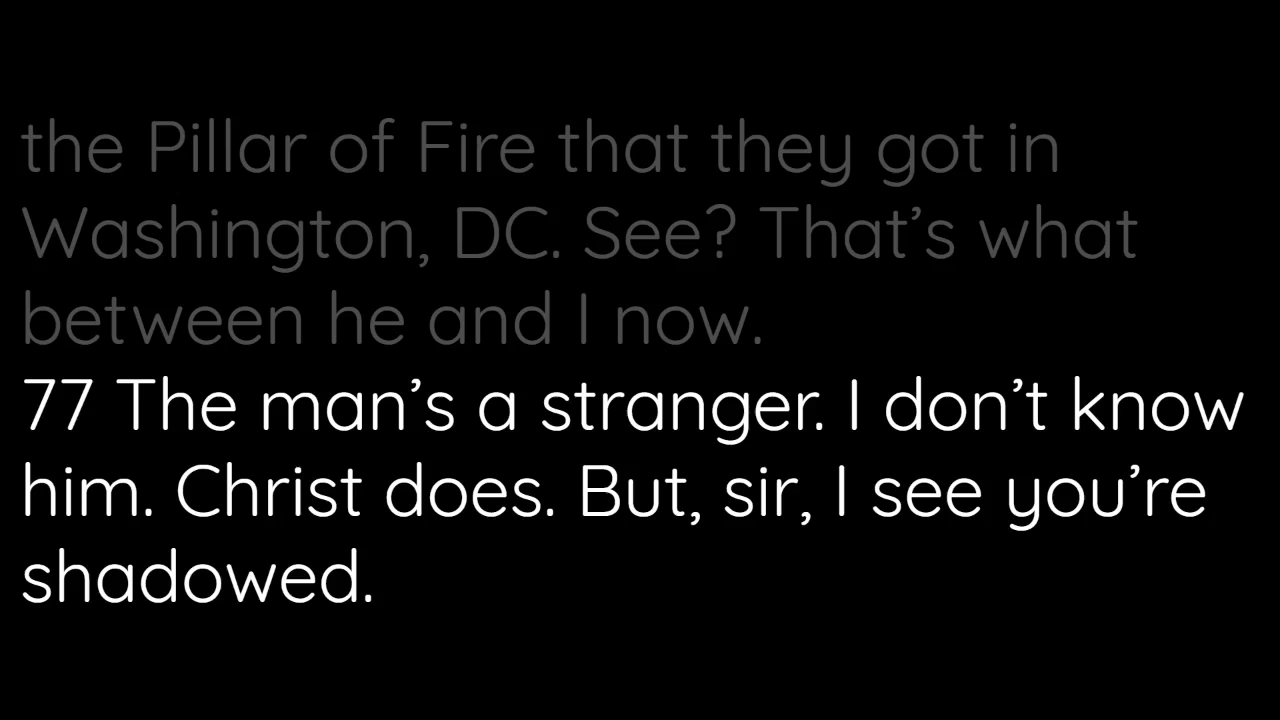 the Pillar of Fire that they got in
Washington, DC. See? That’s what
between he and I now.
77 The man’s a stranger. I don’t know
him. Christ does. But, sir, I see you’re
shadowed.